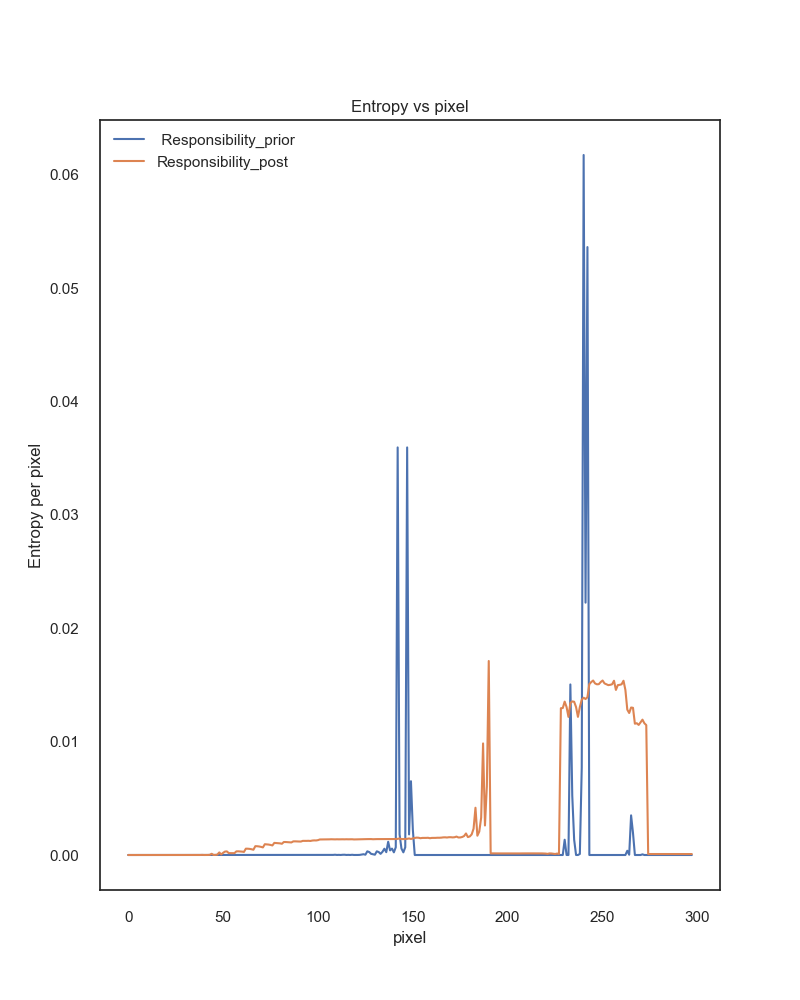 Entropy vs pixel
Responsibility_prior
Responsibility_post
0.06
0.05
0.04
0.03
0.02
0.01
0.00
Entropy per pixel
0 50 100 150 200 250 300
pixel